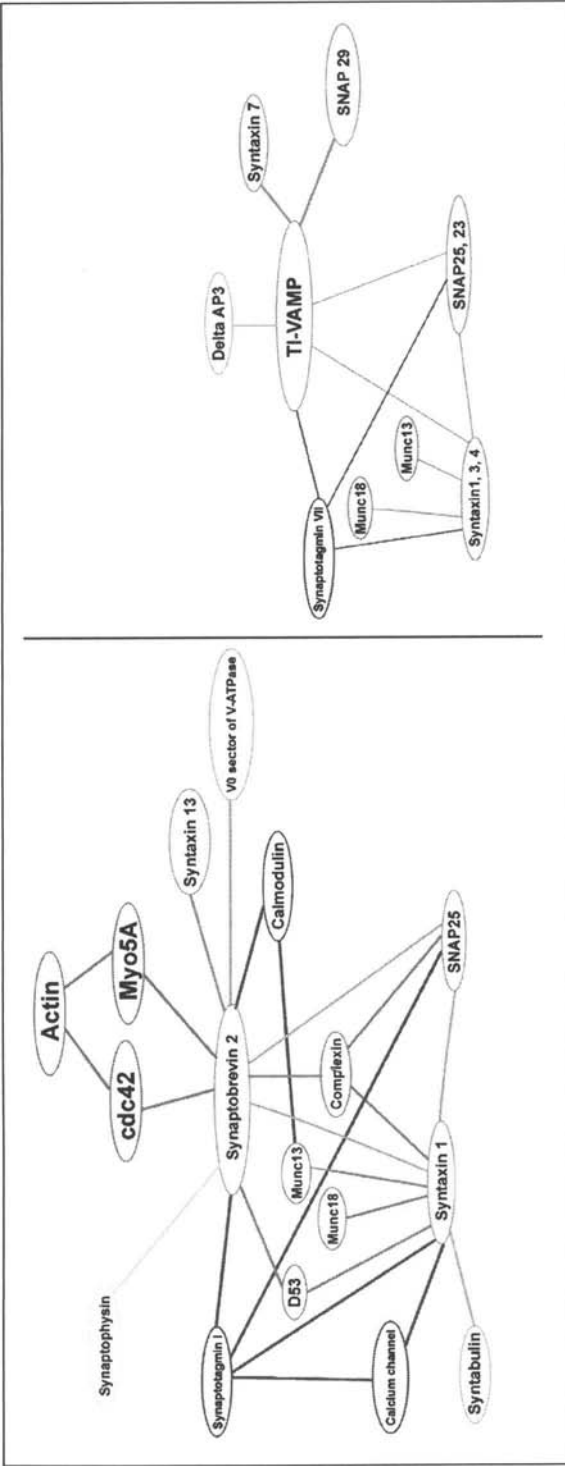 Actin
cdc42
Myo5A
Synaptophysin
Syntaxin 13
V0 sector of V-ATPase
Synaptobrevin 2
Calmodulin
Synaptotagmin I
D53
Munc18
Munc13
Complexin
Calcium channel
Syntaxin 1
SNAP25
Syntabulin
Delta AP3
Syntaxin 7
SNAP 29
TI-VAMP
Synaptotagmin VII
Munc18
Munc13
Syntaxin1, 3, 4
SNAP25, 23